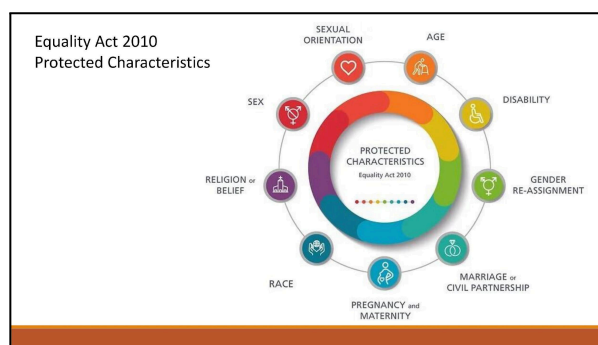 Equality Act 2010
Protected Characteristics
SEXUAL
ORIENTATION
AGE
DISABILITY
GENDER
RE-ASSIGNMENT
MARRIAGE or
CIVIL PARTNERSHIP
PREGNANCY and
MATERNITY
RACE
RELIGION or
BELIEF
SEX
PROTECTED
CHARACTERISTICS
Equality Act 2010